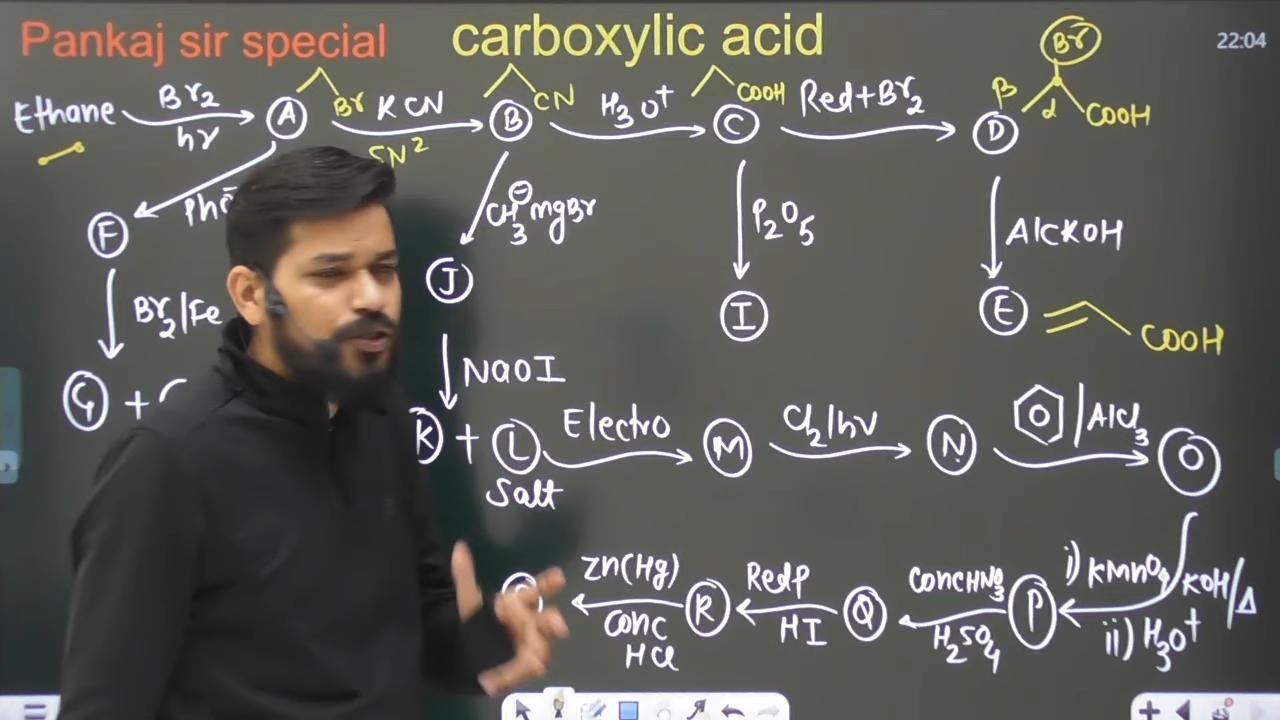 Pankaj sir special
carboxylic acid
22:04
Ethane Br2 hν A Br KCN SN2 B CN H3O+ C COOH Red+Br2 D β α Br COOH
F
CH3⊖MgBr
P2O5
AlcKOH
Br2/Fe
J
I
E COOH
NaOI
G +
K + L Electro M Cl2/hν N /AlCl3 O
Salt
Zn(Hg) conc HCl R RedP HI Q ConcHNO3 H2SO4 P i) KMnO4/KOH/Δ
ii) H3O+